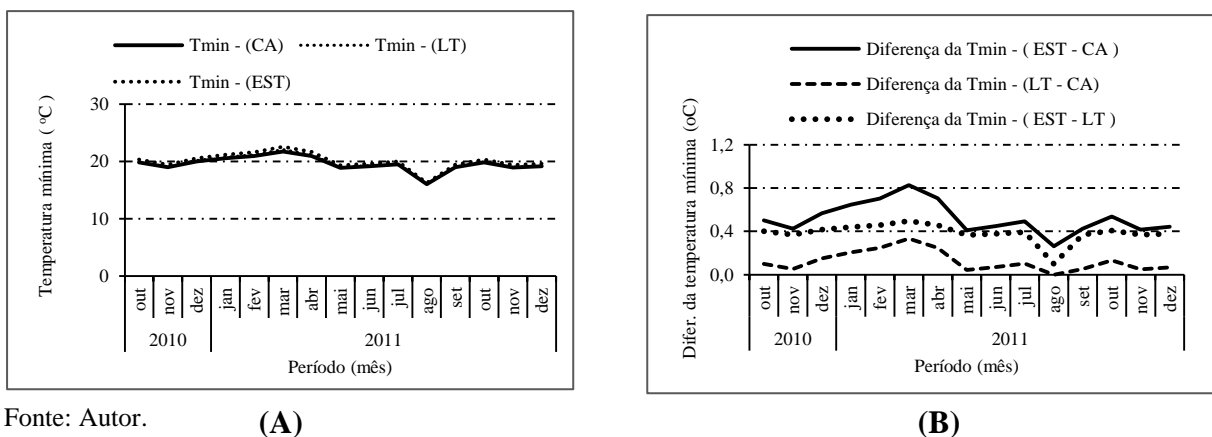 Tmin - (CA)
Tmin - (LT)
Tmin - (EST)
Temperatura mínima ( ºC )
30
20
10
0
out nov dez jan fev mar abr mai jun jul ago set out nov dez
2010 2011
Período (mês)
Diferença da Tmin - ( EST - CA )
Diferença da Tmin - (LT - CA)
Diferença da Tmin - ( EST - LT )
Difer. da temperatura mínima (oC)
1,2
0,8
0,4
0,0
out nov dez jan fev mar abr mai jun jul ago set out nov dez
2010 2011
Período (mês)
Fonte: Autor.
(A)
(B)